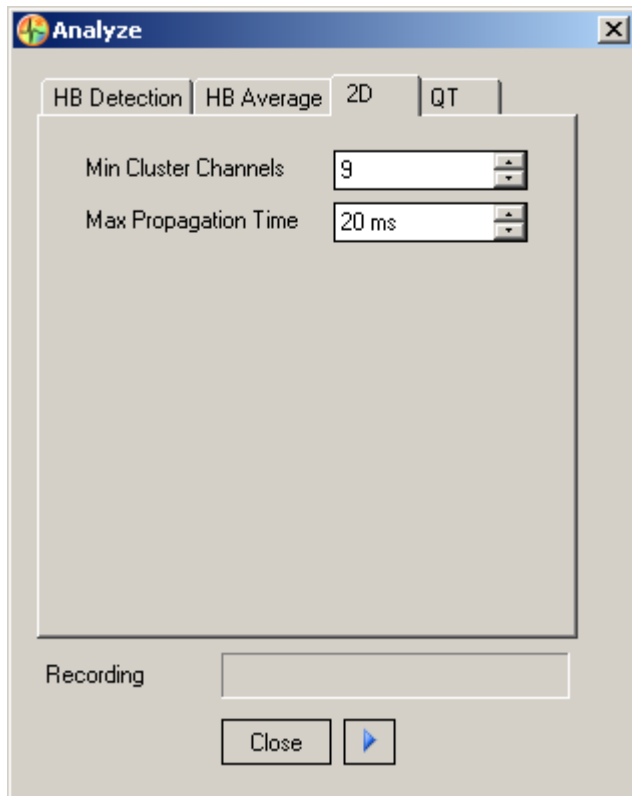 Analyze
HB Detection HB Average 2D QT
Min Cluster Channels 9
Max Propagation Time 20 ms
Recording
Close